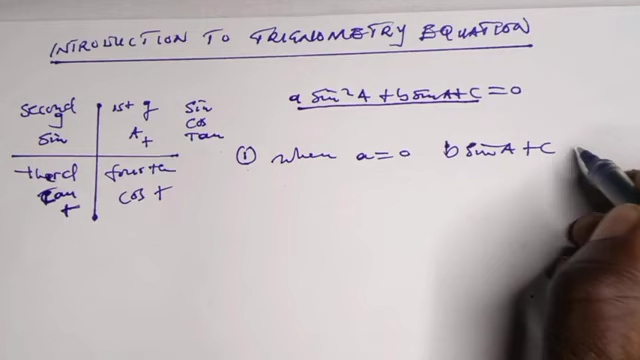 INTRODUCTION TO TRIGNOMETRY EQUATION
a sin²A + b sinA + C = 0
second 1st q sin
q cos
sin A+ Tan
① when a = 0 b sinA + C
third fourth
Tan cos +
+